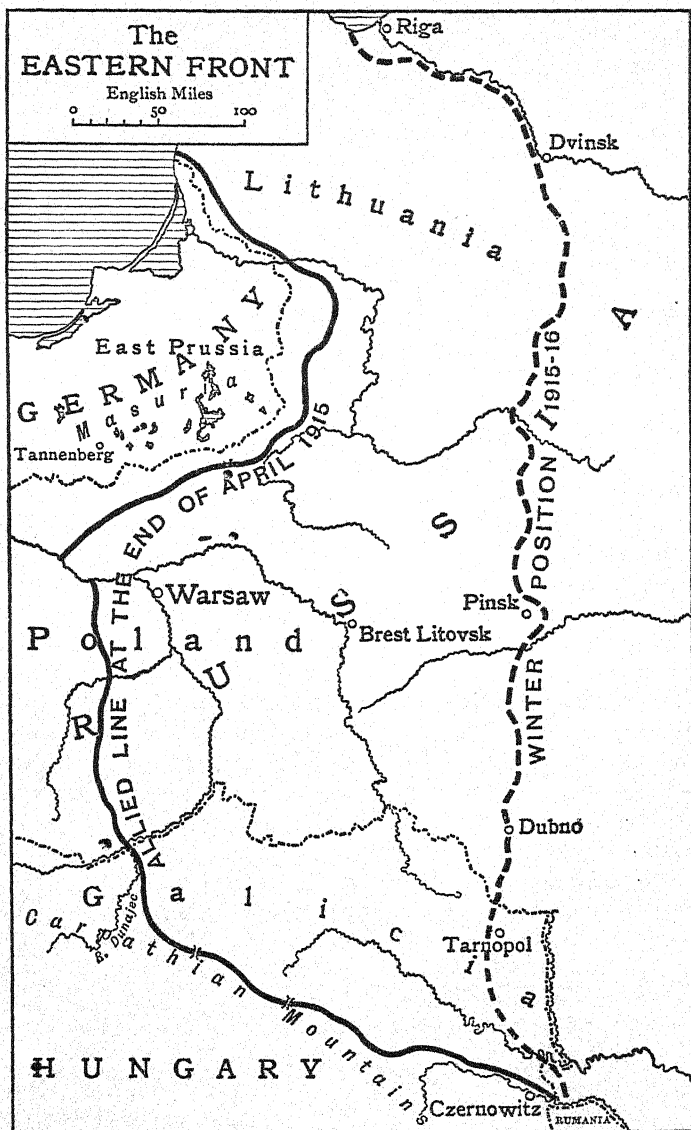 The
EASTERN FRONT
English Miles
0 50 100
Riga
Dvinsk
Lithuania
RUSSIA
GERMANY
East Prussia
Masuria
Tannenberg
ALLIED LINE AT THE END OF APRIL 1915
WINTER POSITION 1915-16
Warsaw
Poland
Pinsk
Brest Litovsk
Dubno
Galicia
Tarnopol
R. Dunajec
Carpathian Mountains
HUNGARY
Czernowitz
RUMANIA